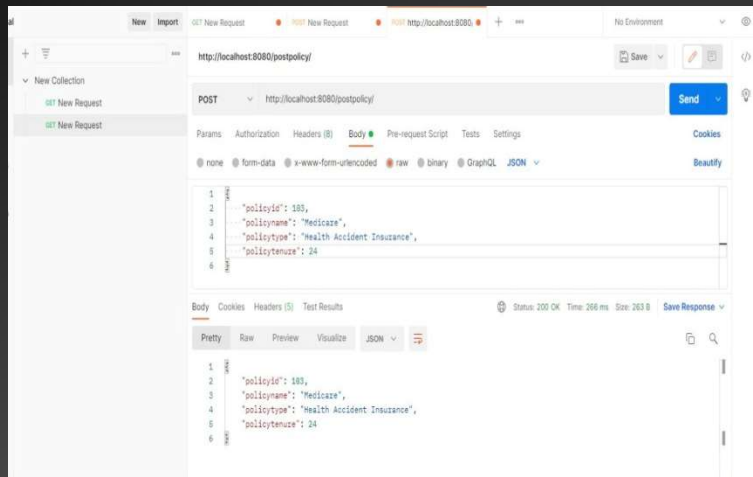 al New Import GET New Request POST New Request POST http://localhost:8080/ + ooo No Environment
+ ooo http://localhost:8080/postpolicy/ Save </>
New Collection
GET New Request POST http://localhost:8080/postpolicy/ Send
GET New Request
Params Authorization Headers (8) Body Pre-request Script Tests Settings Cookies
none form-data x-www-form-urlencoded raw binary GraphQL JSON Beautify
1 {
2 "policyid": 103,
3 "policyname": "Medicare",
4 "policytype": "Health Accident Insurance",
5 "policytenure": 24
6 }
Body Cookies Headers (5) Test Results Status: 200 OK Time: 266 ms Size: 263 B Save Response
Pretty Raw Preview Visualize JSON
1 {
2 "policyid": 103,
3 "policyname": "Medicare",
4 "policytype": "Health Accident Insurance",
5 "policytenure": 24
6 }